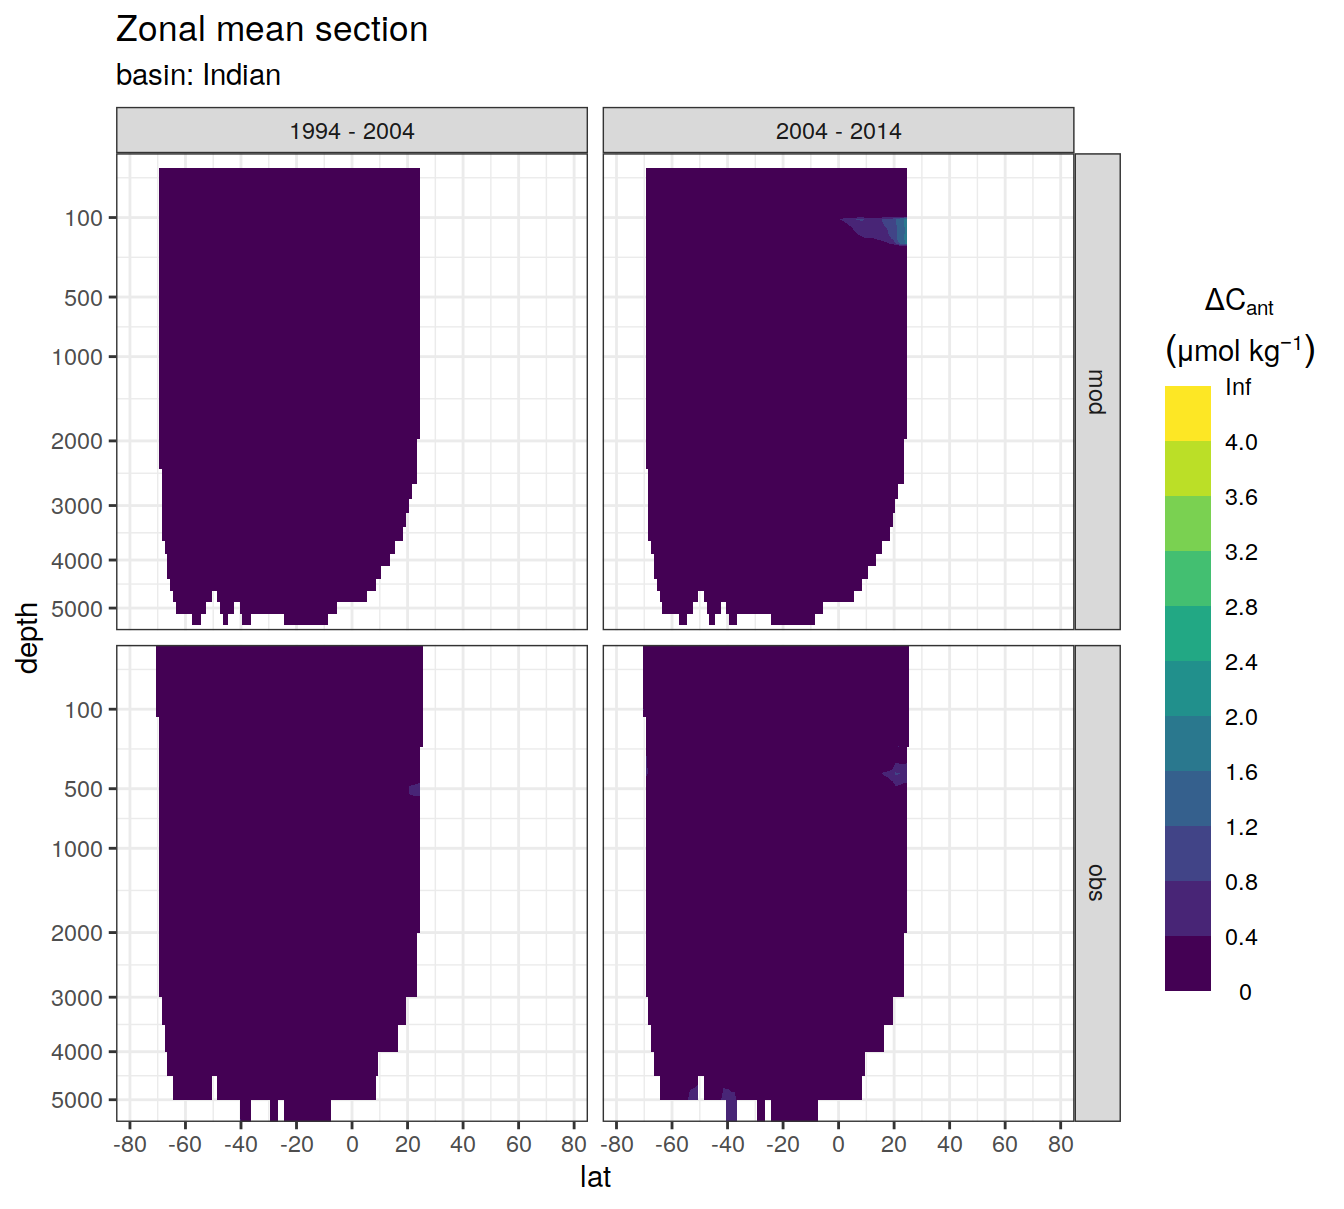 Zonal mean section
basin: Indian
1994 - 2004
2004 - 2014
100
500
1000
2000
3000
4000
5000
mod
100
500
1000
2000
3000
4000
5000
obs
-80 -60 -40 -20 0 20 40 60 80
-80 -60 -40 -20 0 20 40 60 80
lat
depth
ΔCant
(μmol kg⁻¹)
Inf
4.0
3.6
3.2
2.8
2.4
2.0
1.6
1.2
0.8
0.4
0